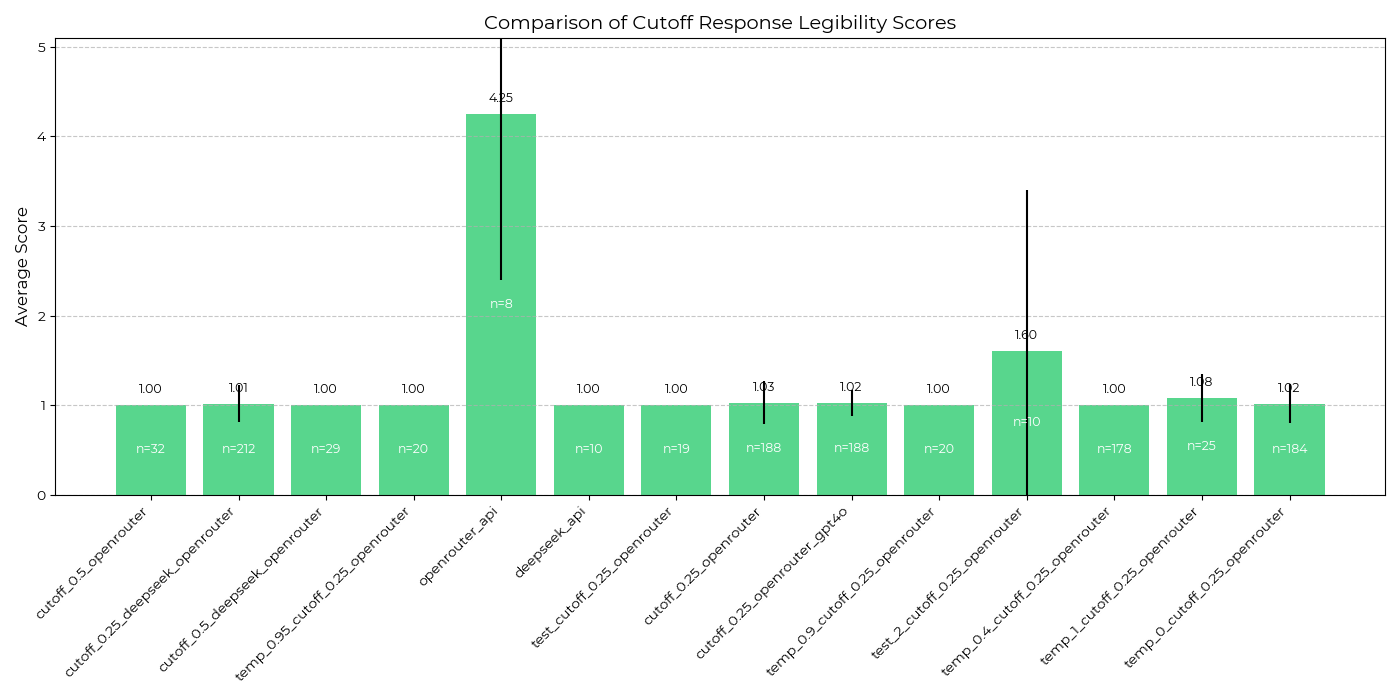 Comparison of Cutoff Response Legibility Scores
Average Score
5
4
3
2
1
0
1.00
1.01
1.00
1.00
4.25
1.00
1.00
1.03
1.02
1.00
1.60
1.00
1.08
1.02
n=32
n=212
n=29
n=20
n=8
n=10
n=19
n=188
n=188
n=20
n=10
n=178
n=25
n=184
cutoff_0.5_openrouter
cutoff_0.25_deepseek_openrouter
cutoff_0.5_deepseek_openrouter
temp_0.95_cutoff_0.25_openrouter
openrouter_api
deepseek_api
test_cutoff_0.25_openrouter
cutoff_0.25_openrouter
cutoff_0.25_openrouter_gpt4o
temp_0.9_cutoff_0.25_openrouter
test_2_cutoff_0.25_openrouter
temp_0.4_cutoff_0.25_openrouter
temp_1_cutoff_0.25_openrouter
temp_0_cutoff_0.25_openrouter